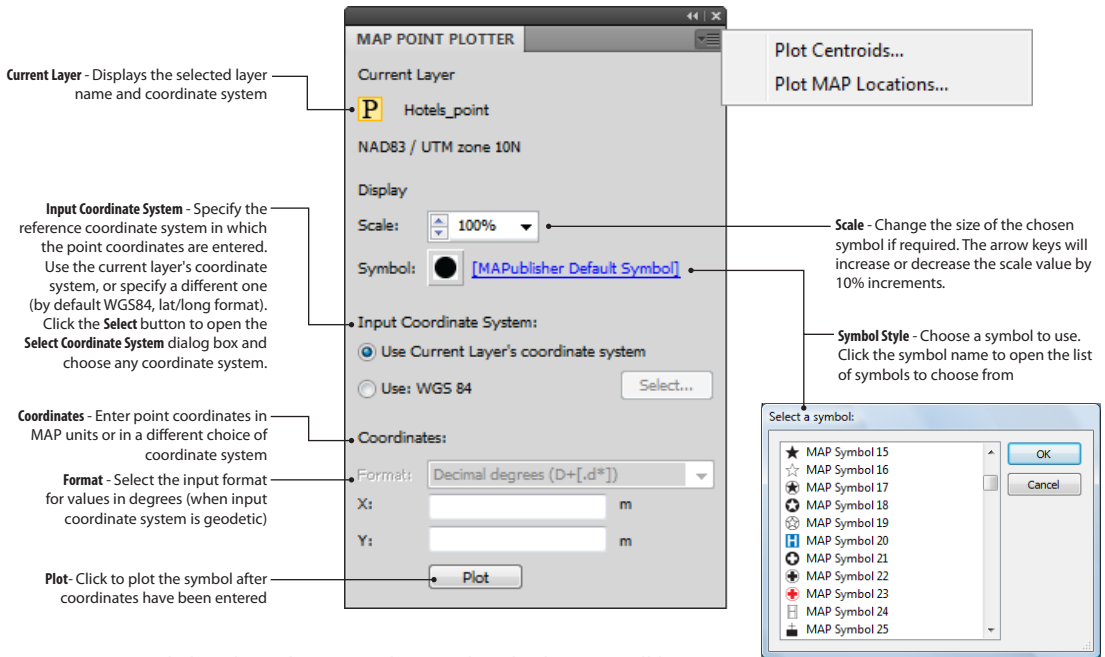 MAP POINT PLOTTER
Plot Centroids...
Plot MAP Locations...
Current Layer
Hotels_point
NAD83 / UTM zone 10N
Display
Scale: 100%
Symbol: [MAPublisher Default Symbol]
Input Coordinate System:
Use Current Layer's coordinate system
Use: WGS 84 Select...
Coordinates:
Format: Decimal degrees (D+[.d*])
X: m
Y: m
Plot
Current Layer - Displays the selected layer
name and coordinate system
Input Coordinate System - Specify the
reference coordinate system in which
the point coordinates are entered.
Use the current layer's coordinate
system, or specify a different one
(by default WGS84, lat/long format).
Click the Select button to open the
Select Coordinate System dialog box and
choose any coordinate system.
Coordinates - Enter point coordinates in
MAP units or in a different choice of
coordinate system
Format - Select the input format
for values in degrees (when input
coordinate system is geodetic)
Plot- Click to plot the symbol after
coordinates have been entered
Scale - Change the size of the chosen
symbol if required. The arrow keys will
increase or decrease the scale value by
10% increments.
Symbol Style - Choose a symbol to use.
Click the symbol name to open the list
of symbols to choose from
Select a symbol:
MAP Symbol 15
MAP Symbol 16
MAP Symbol 17
MAP Symbol 18
MAP Symbol 19
MAP Symbol 20
MAP Symbol 21
MAP Symbol 22
MAP Symbol 23
MAP Symbol 24
MAP Symbol 25
OK
Cancel